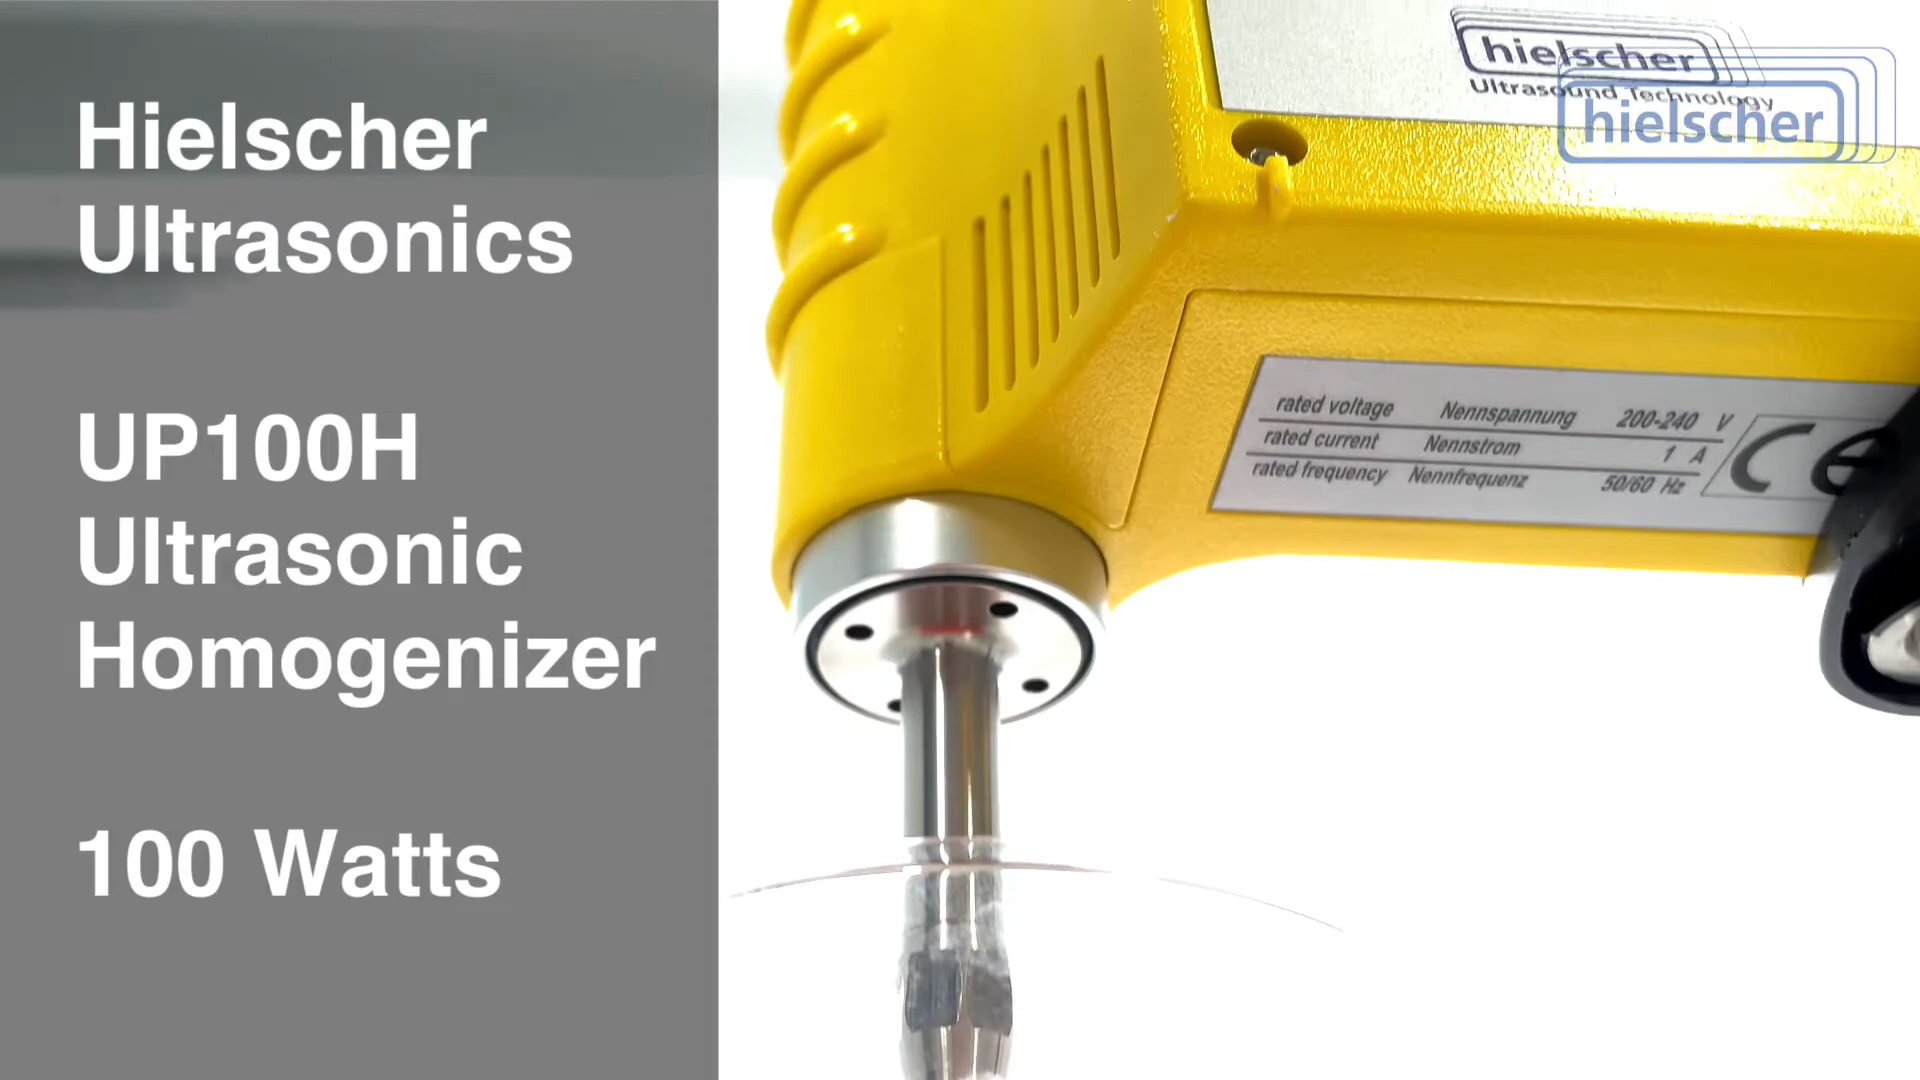 Hielscher
Ultrasonics
UP100H
Ultrasonic
Homogenizer
100 Watts
hielscher
Ultrasound Technology
hielscher
rated voltage Nennspannung 200-240 V
rated current Nennstrom 1 A
rated frequency Nennfrequenz 50/60 Hz
CE